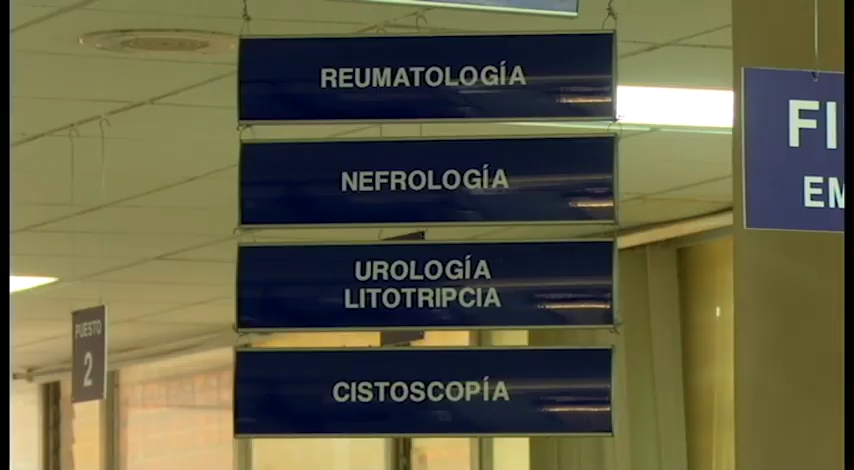 REUMATOLOGÍA
NEFROLOGÍA
UROLOGÍA
LITOTRIPCIA
CISTOSCOPÍA
PUESTO
2